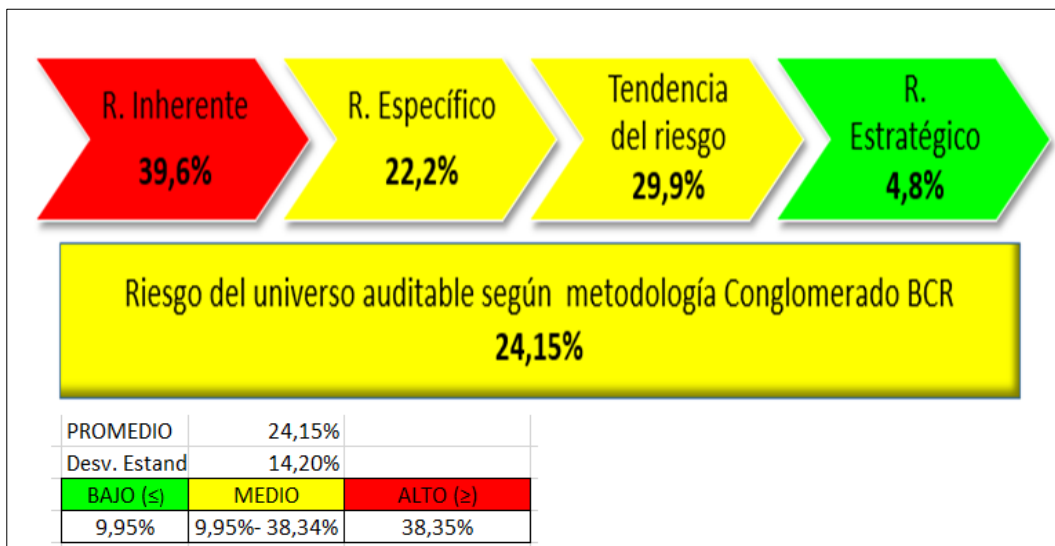 R. Inherente
39,6%
R. Específico
22,2%
Tendencia
del riesgo
29,9%
R.
Estratégico
4,8%
Riesgo del universo auditable según metodología Conglomerado BCR
24,15%
PROMEDIO 24,15%
Desv. Estand 14,20%
BAJO (≤) MEDIO ALTO (≥)
9,95% 9,95%- 38,34% 38,35%